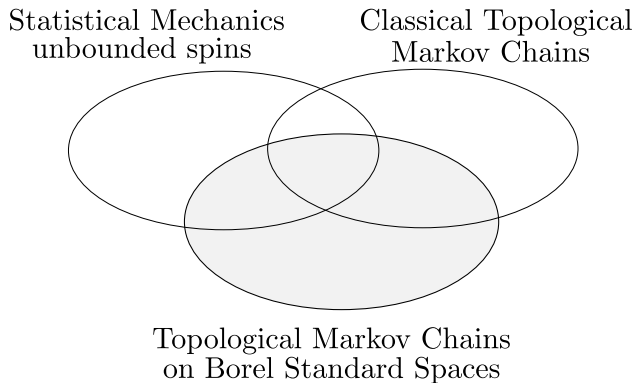 Statistical Mechanics
unbounded spins
Classical Topological
Markov Chains
Topological Markov Chains
on Borel Standard Spaces